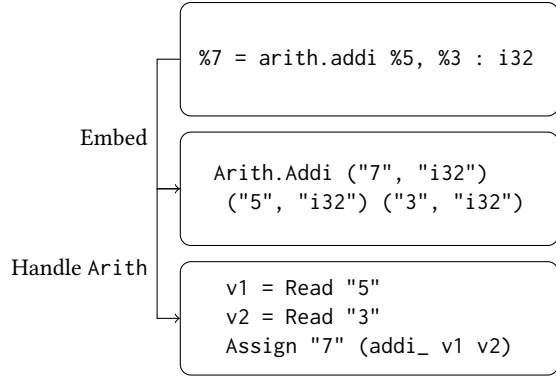 %7 = arith.addi %5, %3 : i32
Embed
Arith.Addi ("7", "i32")
("5", "i32") ("3", "i32")
Handle Arith
v1 = Read "5"
v2 = Read "3"
Assign "7" (addi_ v1 v2)